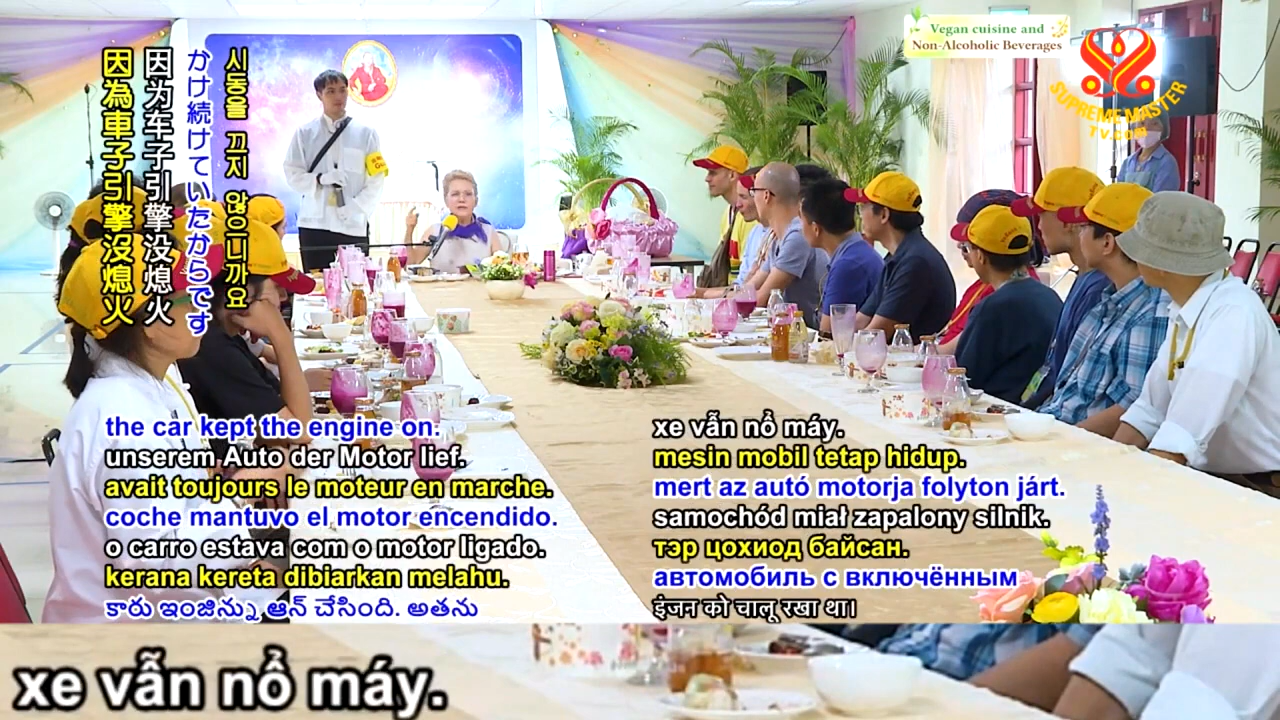 Vegan cuisine and
Non-Alcoholic Beverages
SUPREME MASTER
TV.com
因為車子引擎沒熄火
因为车子引擎没熄火
かけ続けていたからです
시동을 끄지 않으니까요
the car kept the engine on.
unserem Auto der Motor lief.
avait toujours le moteur en marche.
coche mantuvo el motor encendido.
o carro estava com o motor ligado.
kerana kereta dibiarkan melahu.
కారు ఇంజిన్ను ఆన్ చేసింది. అతను
xe vẫn nổ máy.
mesin mobil tetap hidup.
mert az autó motorja folyton járt.
samochód miał zapalony silnik.
тэр цохиод байсан.
автомобиль с включённым
इंजन को चालू रखा था।
xe vẫn nổ máy.